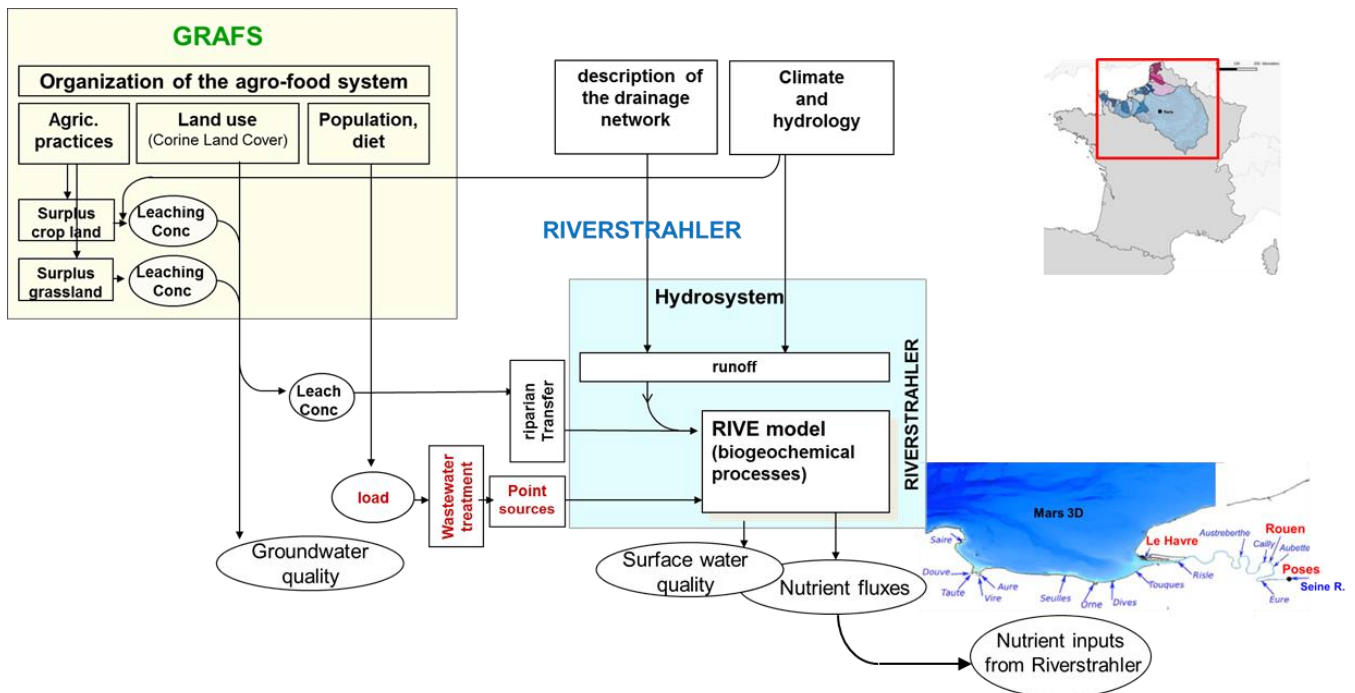 GRAFS
Organization of the agro-food system
Agric.
practices
Land use
(Corine Land Cover)
Population,
diet
Surplus
crop land
Leaching
Conc
Surplus
grassland
Leaching
Conc
description of
the drainage
network
Climate
and
hydrology
RIVERSTRAHLER
Hydrosystem
RIVERSTRAHLER
runoff
Leach
Conc
riparian
Transfer
RIVE model
(biogeochemical
processes)
load
Wastewater
treatment
Point
sources
Groundwater
quality
Surface water
quality
Nutrient fluxes
Nutrient inputs
from Riverstrahler
Mars 3D
Saire
Douve
Taute
Vire
Aure
Seulles
Orne
Dives
Touques
Le Havre
Risle
Austreberthe
Cailly
Rouen
Aubette
Poses
Seine R.
Eure
Paris